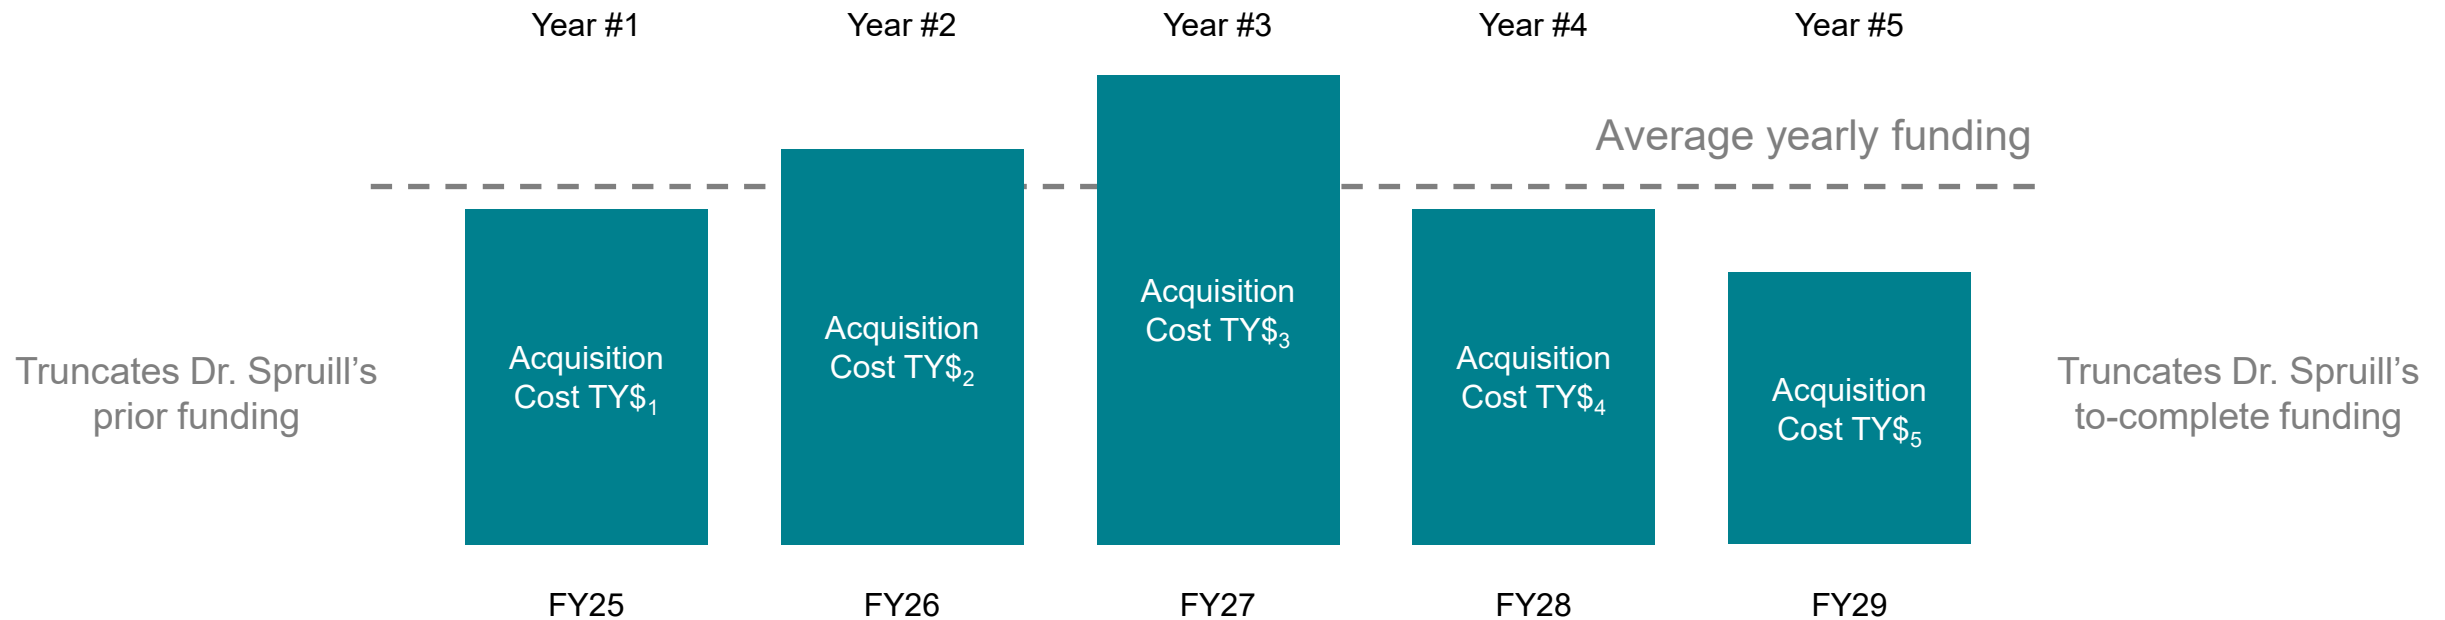 Year #1
Year #2
Year #3
Year #4
Year #5
Average yearly funding
Truncates Dr. Spruill’s
prior funding
Acquisition
Cost TY$1
Acquisition
Cost TY$2
Acquisition
Cost TY$3
Acquisition
Cost TY$4
Acquisition
Cost TY$5
Truncates Dr. Spruill’s
to-complete funding
FY25
FY26
FY27
FY28
FY29